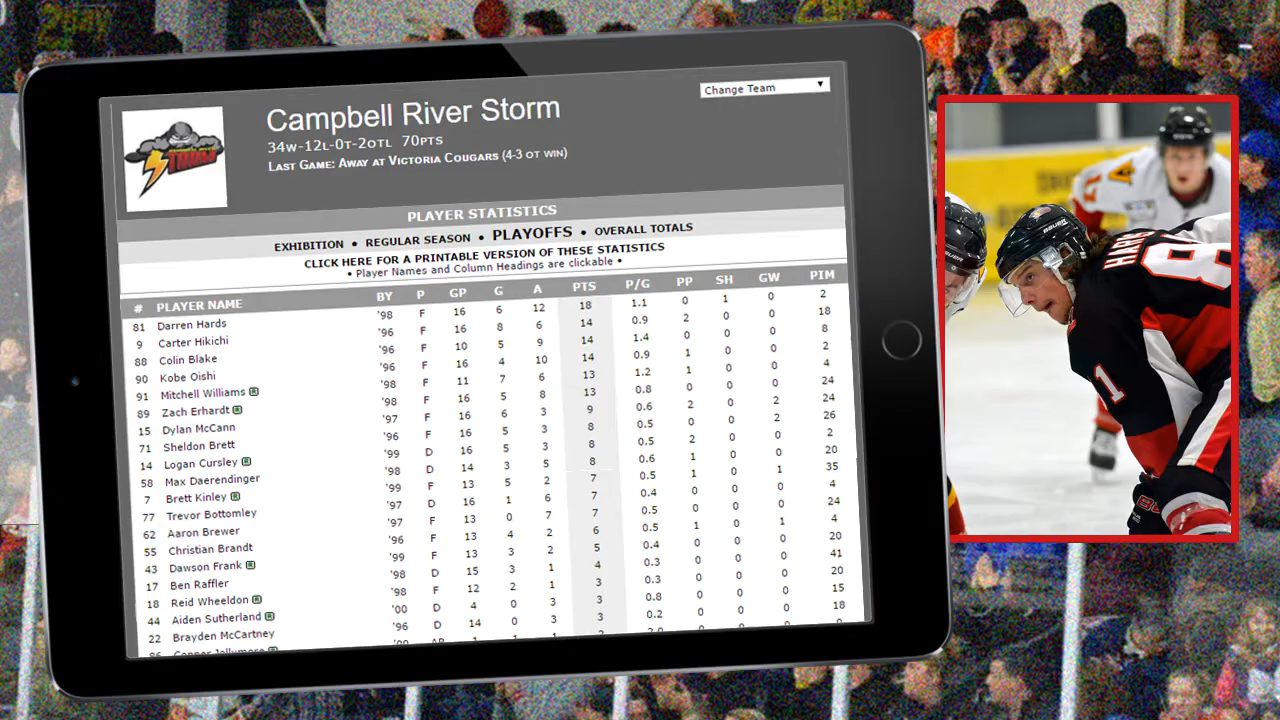 Campbell River Storm
Change Team
34W-12L-0T-2OTL 70PTS
LAST GAME: AWAY AT VICTORIA COUGARS (4-3 OT WIN)
STORM
PLAYER STATISTICS
EXHIBITION • REGULAR SEASON • PLAYOFFS • OVERALL TOTALS
CLICK HERE FOR A PRINTABLE VERSION OF THESE STATISTICS
• Player Names and Column Headings are clickable •
# PLAYER NAME BY P GP G A PTS P/G PP SH GW PIM
81 Darren Hards '98 F 16 6 12 18 1.1 0 1 0 2
9 Carter Hikichi '96 F 16 8 6 14 0.9 2 0 0 18
88 Colin Blake '96 F 10 5 9 14 1.4 0 0 0 8
90 Kobe Oishi '96 F 16 4 10 14 0.9 1 0 0 2
91 Mitchell Williams R '98 F 11 7 6 13 1.2 1 0 0 4
89 Zach Erhardt R '98 F 16 5 8 13 0.8 0 0 0 24
15 Dylan McCann '97 F 16 6 3 9 0.6 2 0 2 24
71 Sheldon Brett '96 F 16 5 3 8 0.5 0 0 2 26
14 Logan Cursley R '99 D 16 5 3 8 0.5 2 0 0 2
58 Max Daerendinger '98 D 14 3 5 8 0.6 1 0 0 20
7 Brett Kinley R '99 F 13 5 2 7 0.5 1 0 1 35
77 Trevor Bottomley '97 D 16 1 6 7 0.4 0 0 0 4
62 Aaron Brewer '97 F 13 0 7 7 0.5 0 0 0 24
55 Christian Brandt '96 F 13 4 2 6 0.5 1 0 1 4
43 Dawson Frank R '99 F 13 3 2 5 0.4 0 0 0 20
17 Ben Raffler '98 D 15 3 1 4 0.3 0 0 0 41
18 Reid Wheeldon R '98 F 12 2 1 3 0.3 0 0 0 20
44 Aiden Sutherland R '00 D 4 0 3 3 0.8 0 0 0 15
22 Brayden McCartney '96 D 14 0 3 3 0.2 0 0 0 18
BAUER
17
81